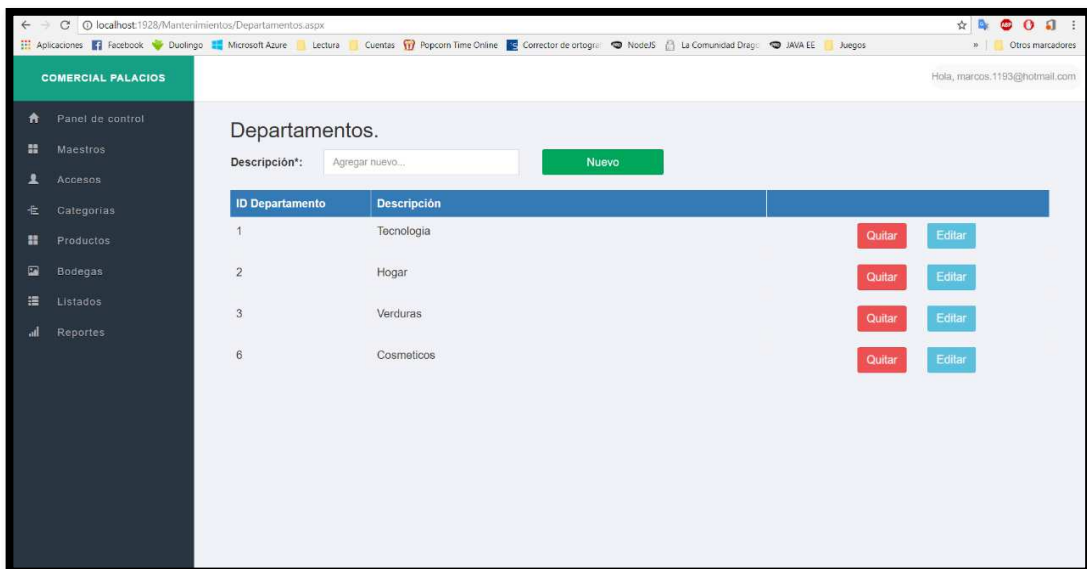 localhost:1928/Mantenimientos/Departamentos.aspx
Aplicaciones Facebook Duolingo Microsoft Azure Lectura Cuentas Popcorn Time Online Corrector de ortogra NodeJS La Comunidad Drag JAVA EE Juegos » Otros marcadores
COMERCIAL PALACIOS
Hola, marcos.1193@hotmail.com
Panel de control
Maestros
Accesos
Categorias
Productos
Bodegas
Listados
Reportes
Departamentos.
Descripción*: Agregar nuevo... Nuevo
ID Departamento Descripción
1 Tecnologia Quitar Editar
2 Hogar Quitar Editar
3 Verduras Quitar Editar
6 Cosmeticos Quitar Editar